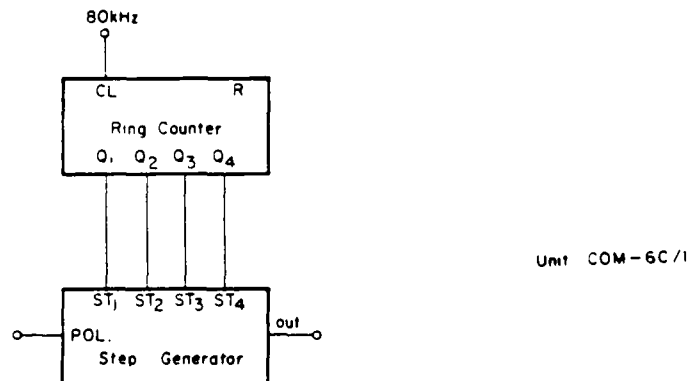 80kHz
CL R
Ring Counter
Q1 Q2 Q3 Q4
Unit COM-6C/1
ST1 ST2 ST3 ST4
POL. out
Step Generator